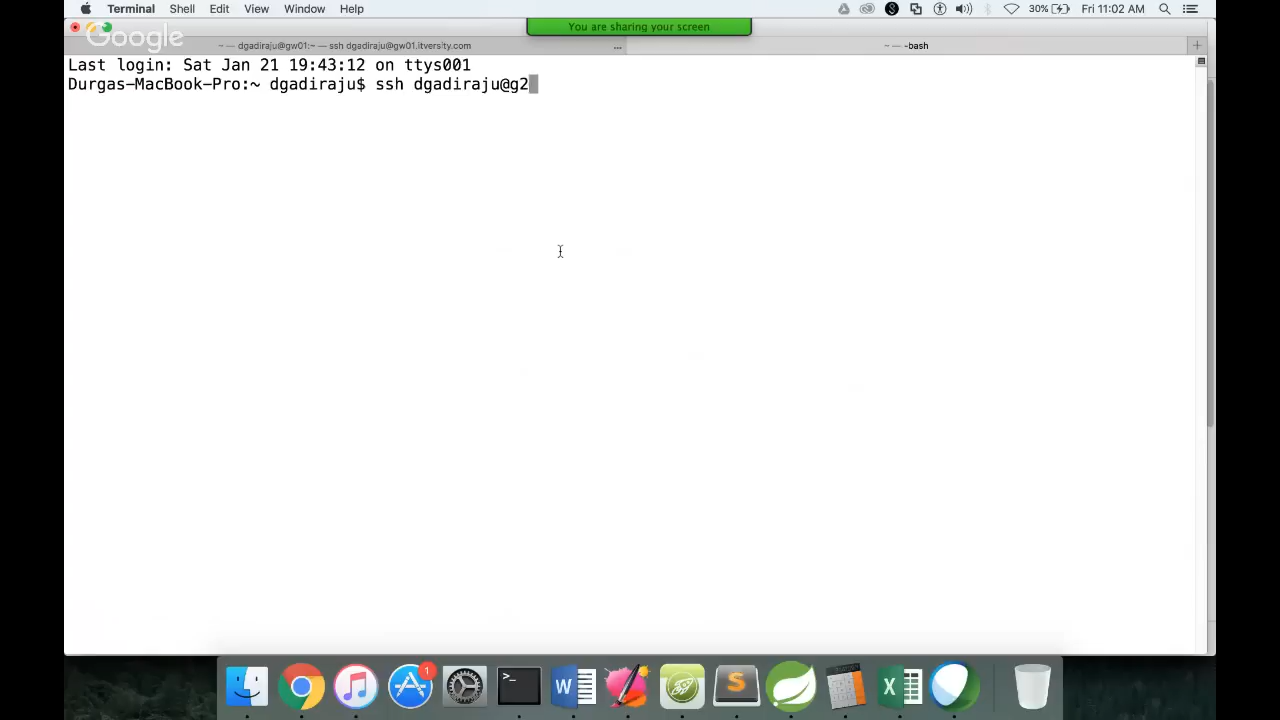 Terminal Shell Edit View Window Help 30% Fri 11:02 AM
You are sharing your screen
Google
~ — dgadiraju@gw01:~ — ssh dgadiraju@gw01.itversity.com ... ~ — -bash +
Last login: Sat Jan 21 19:43:12 on ttys001
Durgas-MacBook-Pro:~ dgadiraju$ ssh dgadiraju@g2
1
>_
W
S
X